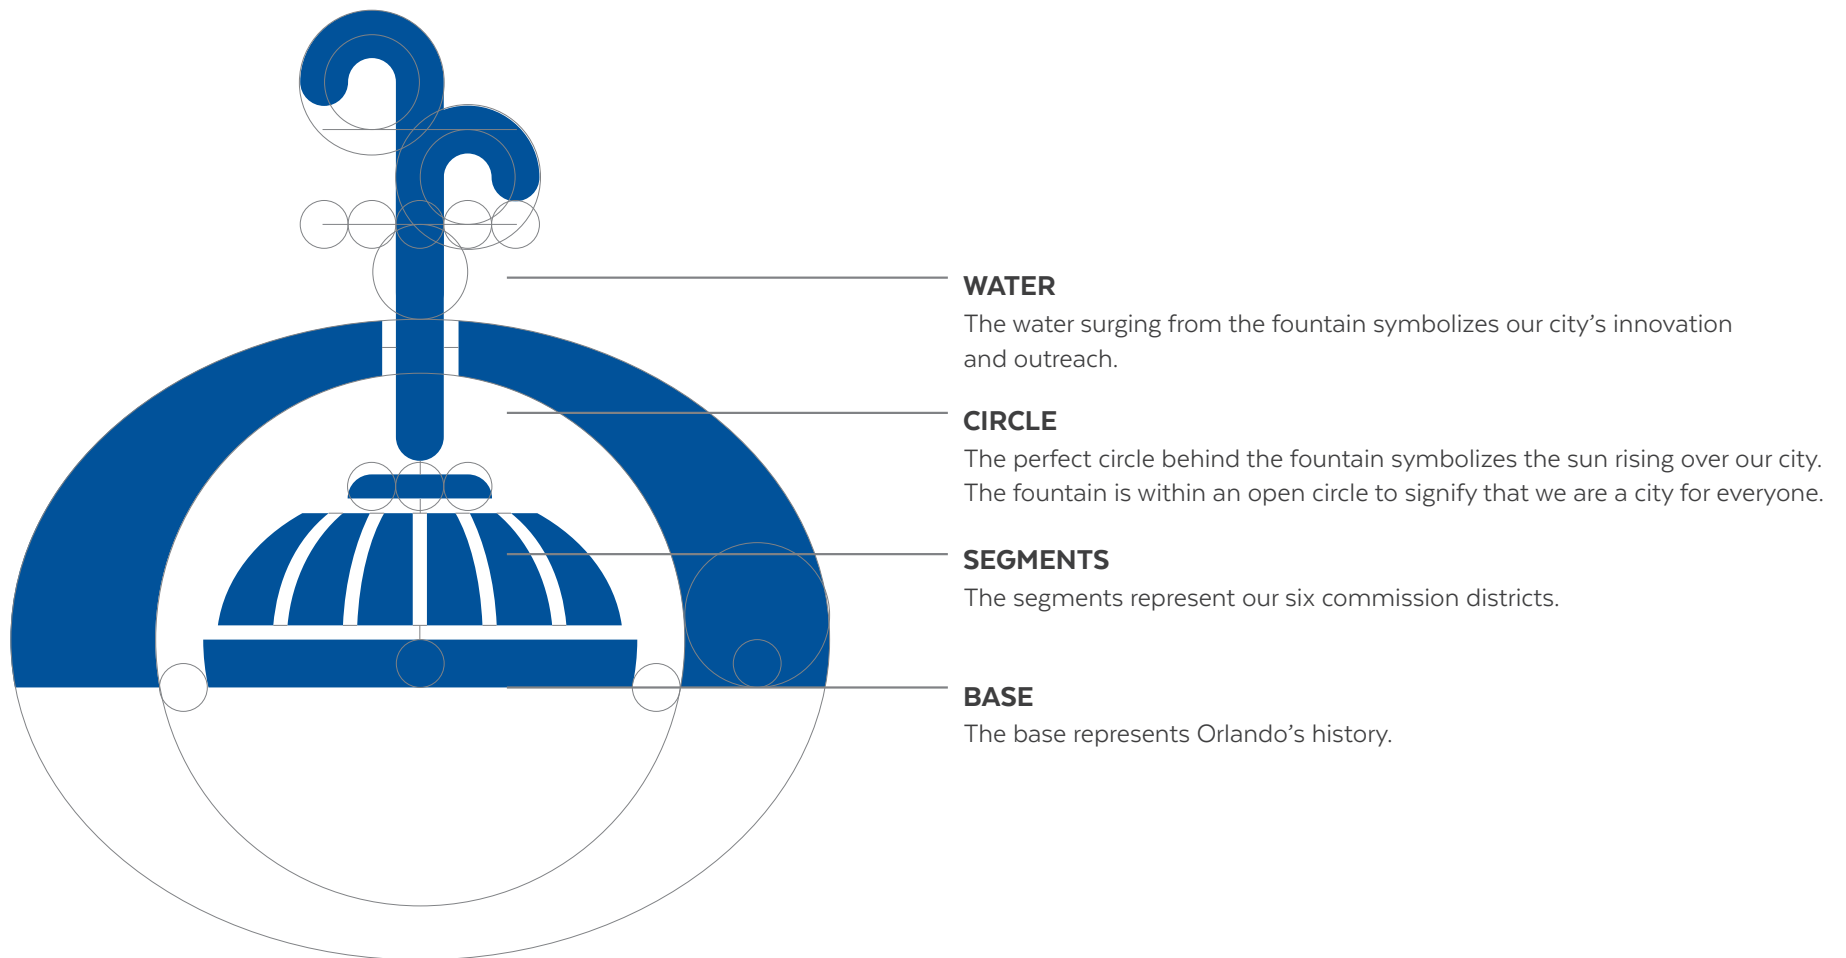 WATER
The water surging from the fountain symbolizes our city’s innovation
and outreach.
CIRCLE
The perfect circle behind the fountain symbolizes the sun rising over our city.
The fountain is within an open circle to signify that we are a city for everyone.
SEGMENTS
The segments represent our six commission districts.
BASE
The base represents Orlando’s history.